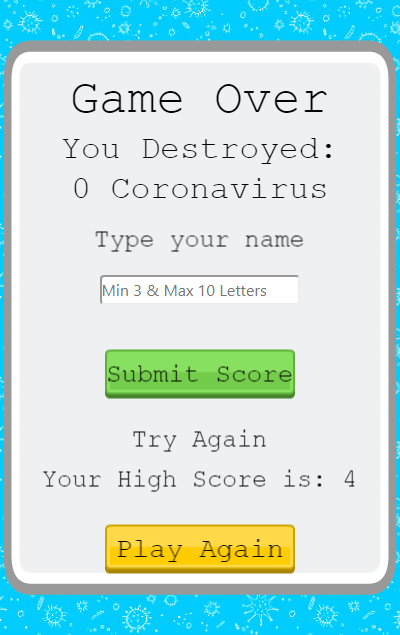 Game Over
You Destroyed:
0 Coronavirus
Type your name
Min 3 & Max 10 Letters
Submit Score
Try Again
Your High Score is: 4
Play Again